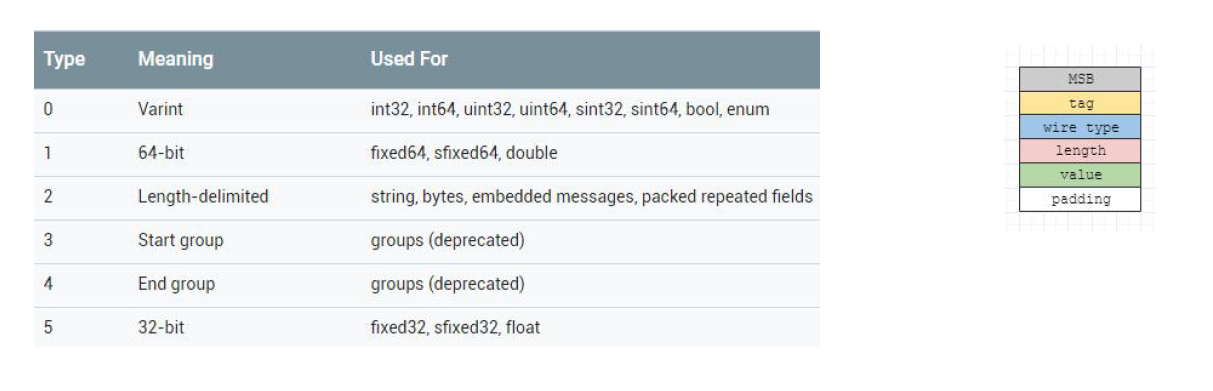 Type Meaning Used For
0 Varint int32, int64, uint32, uint64, sint32, sint64, bool, enum
1 64-bit fixed64, sfixed64, double
2 Length-delimited string, bytes, embedded messages, packed repeated fields
3 Start group groups (deprecated)
4 End group groups (deprecated)
5 32-bit fixed32, sfixed32, float
MSB
tag
wire type
length
value
padding